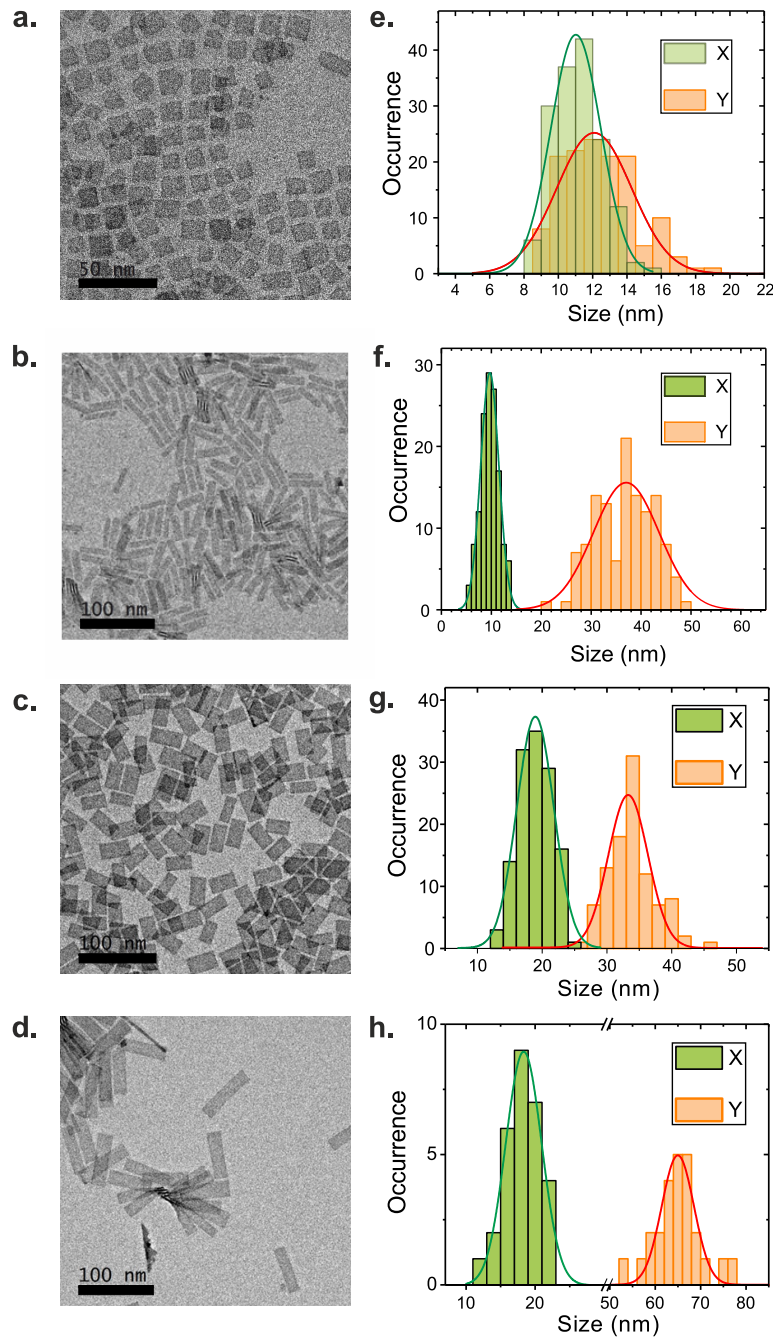 a.
50 nm
e.
40
30
20
10
0
Occurrence
X
Y
4 6 8 10 12 14 16 18 20 22
Size (nm)
b.
100 nm
f.
30
20
10
0
Occurrence
X
Y
0 10 20 30 40 50 60
Size (nm)
c.
100 nm
g.
40
30
20
10
0
Occurrence
X
Y
10 20 30 40 50
Size (nm)
d.
100 nm
h.
10
5
0
Occurrence
X
Y
10 20 50 60 70 80
Size (nm)